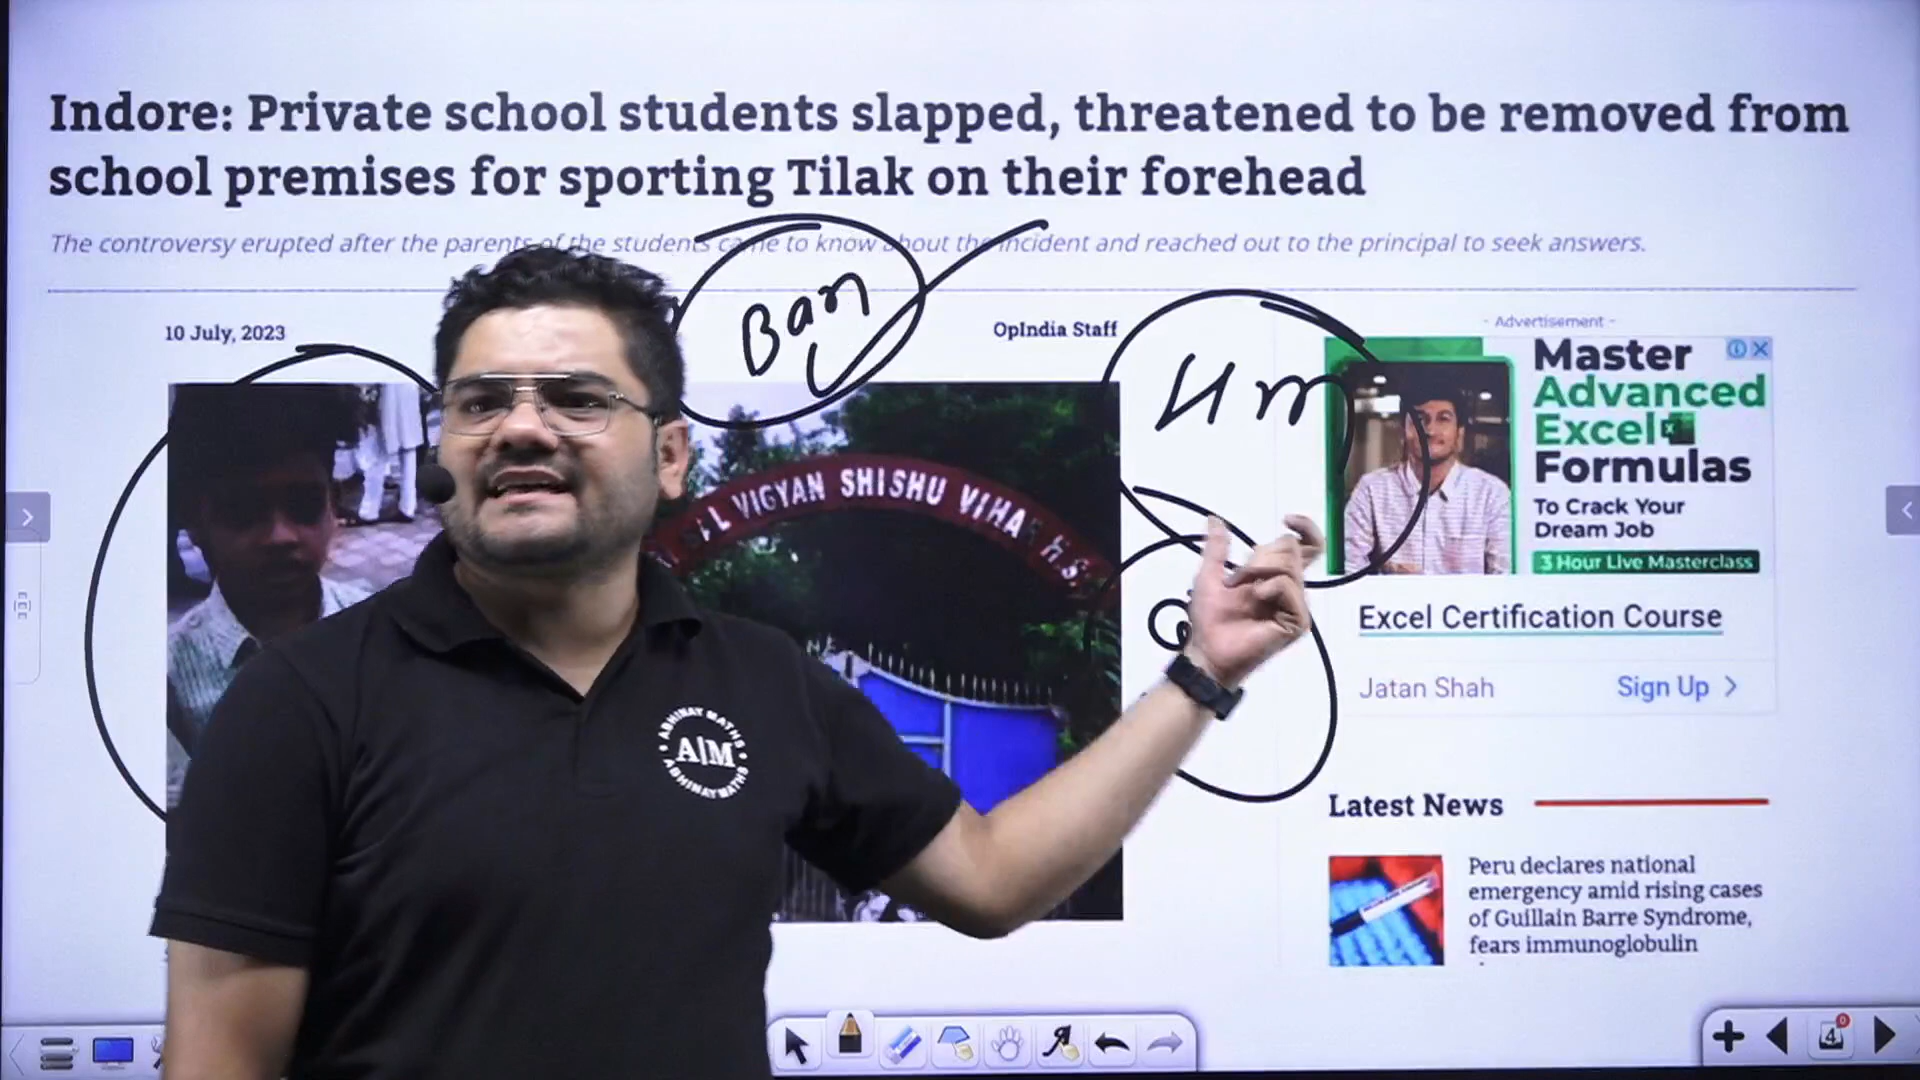 Indore: Private school students slapped, threatened to be removed from
school premises for sporting Tilak on their forehead
The controversy erupted after the parents of the students came to know about the incident and reached out to the principal to seek answers.
10 July, 2023
OpIndia Staff
Ban
VIGYAN SHISHU VIHA H.S.
ABHINAY MATHS
A|M
ABHINAY MATHS
- Advertisement -
Master
Advanced
Excel
Formulas
To Crack Your
Dream Job
3 Hour Live Masterclass
Excel Certification Course
Jatan Shah
Sign Up
Latest News
Peru declares national
emergency amid rising cases
of Guillain Barre Syndrome,
fears immunoglobulin
4
0